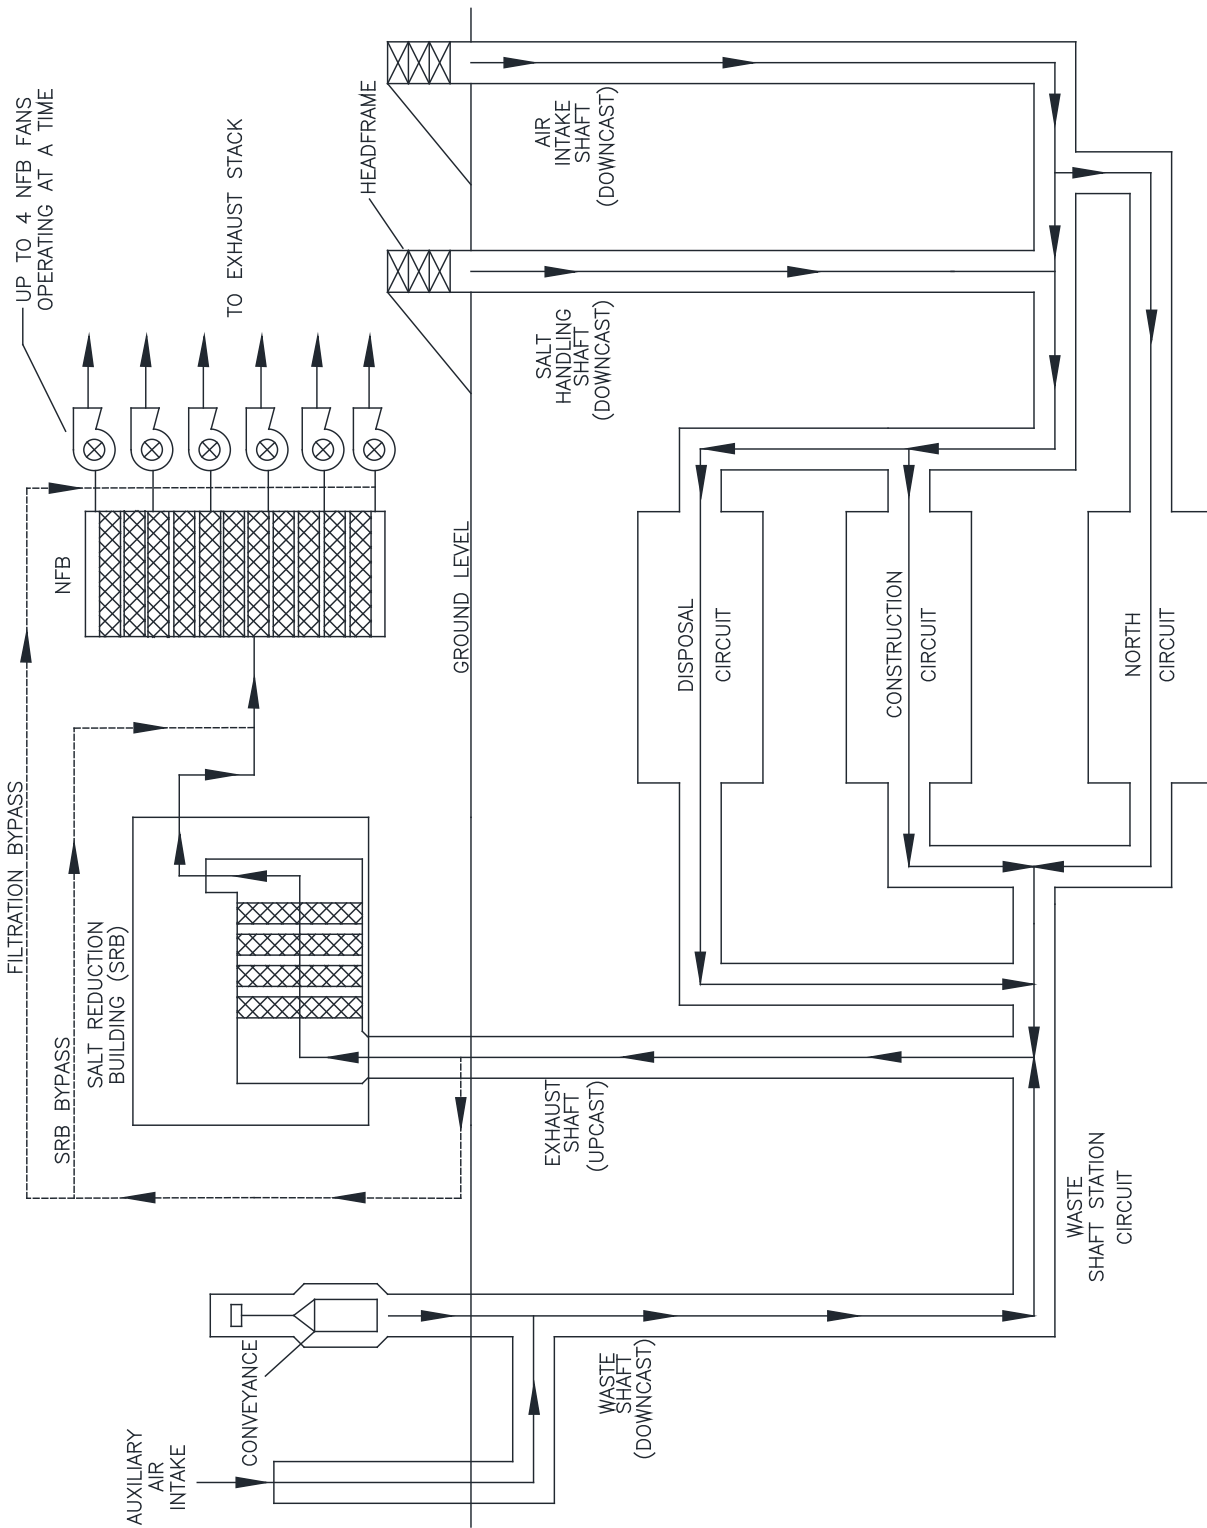 UP TO 4 NFB FANS
OPERATING AT A TIME
TO EXHAUST STACK
HEADFRAME
AIR
INTAKE
SHAFT
(DOWNCAST)
SALT
HANDLING
SHAFT
(DOWNCAST)
NFB
GROUND LEVEL
DISPOSAL
CIRCUIT
CONSTRUCTION
CIRCUIT
NORTH
CIRCUIT
FILTRATION BYPASS
SRB BYPASS
SALT REDUCTION
BUILDING (SRB)
EXHAUST
SHAFT
(UPCAST)
WASTE
SHAFT STATION
CIRCUIT
AUXILIARY
AIR
INTAKE
CONVEYANCE
WASTE
SHAFT
(DOWNCAST)